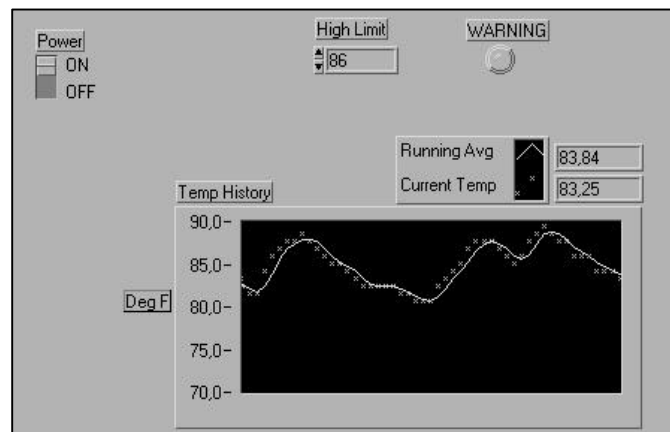 Power
ON
OFF
High Limit
86
WARNING
Running Avg
83,84
Current Temp
83,25
Temp History
90,0
85,0
Deg F
80,0
75,0
70,0